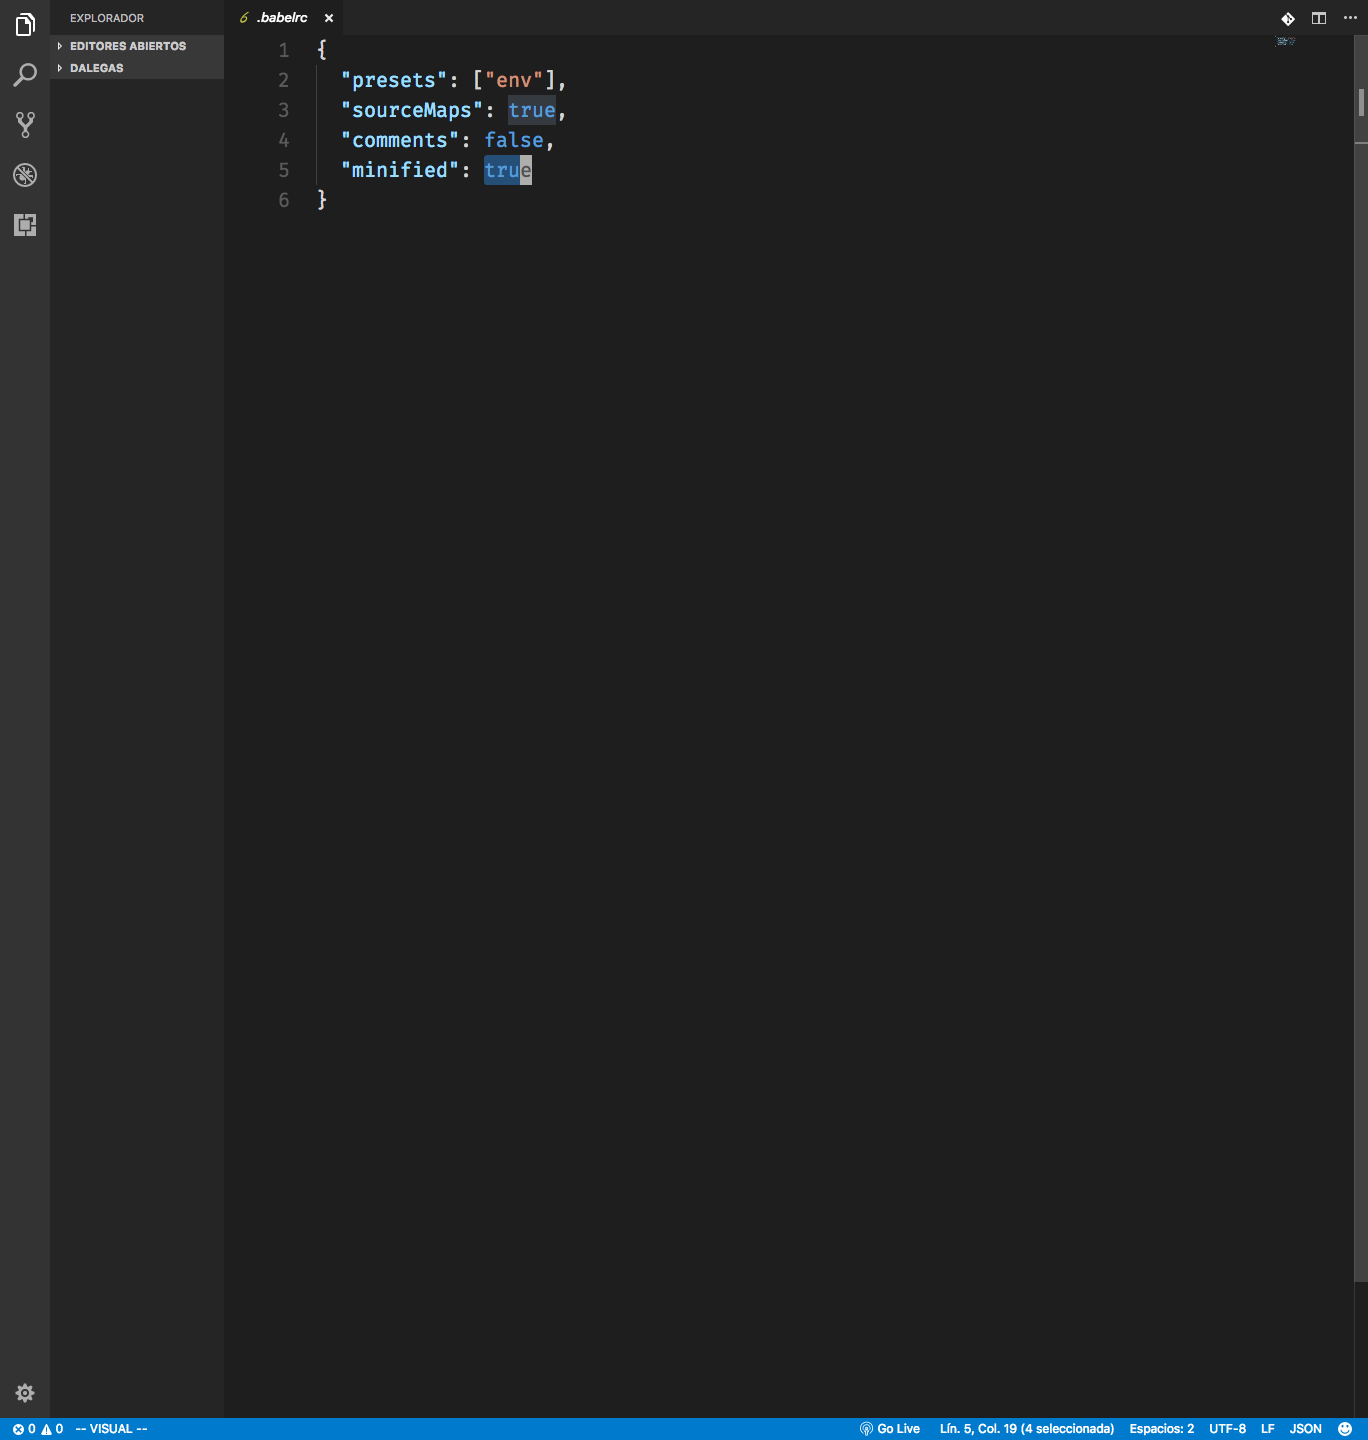 EXPLORADOR
EDITORES ABIERTOS
DALEGAS
.babelrc
1 {
2 "presets": ["env"],
3 "sourceMaps": true,
4 "comments": false,
5 "minified": true
6 }
0 0 -- VISUAL -- Go Live Lín. 5, Col. 19 (4 seleccionada) Espacios: 2 UTF-8 LF JSON